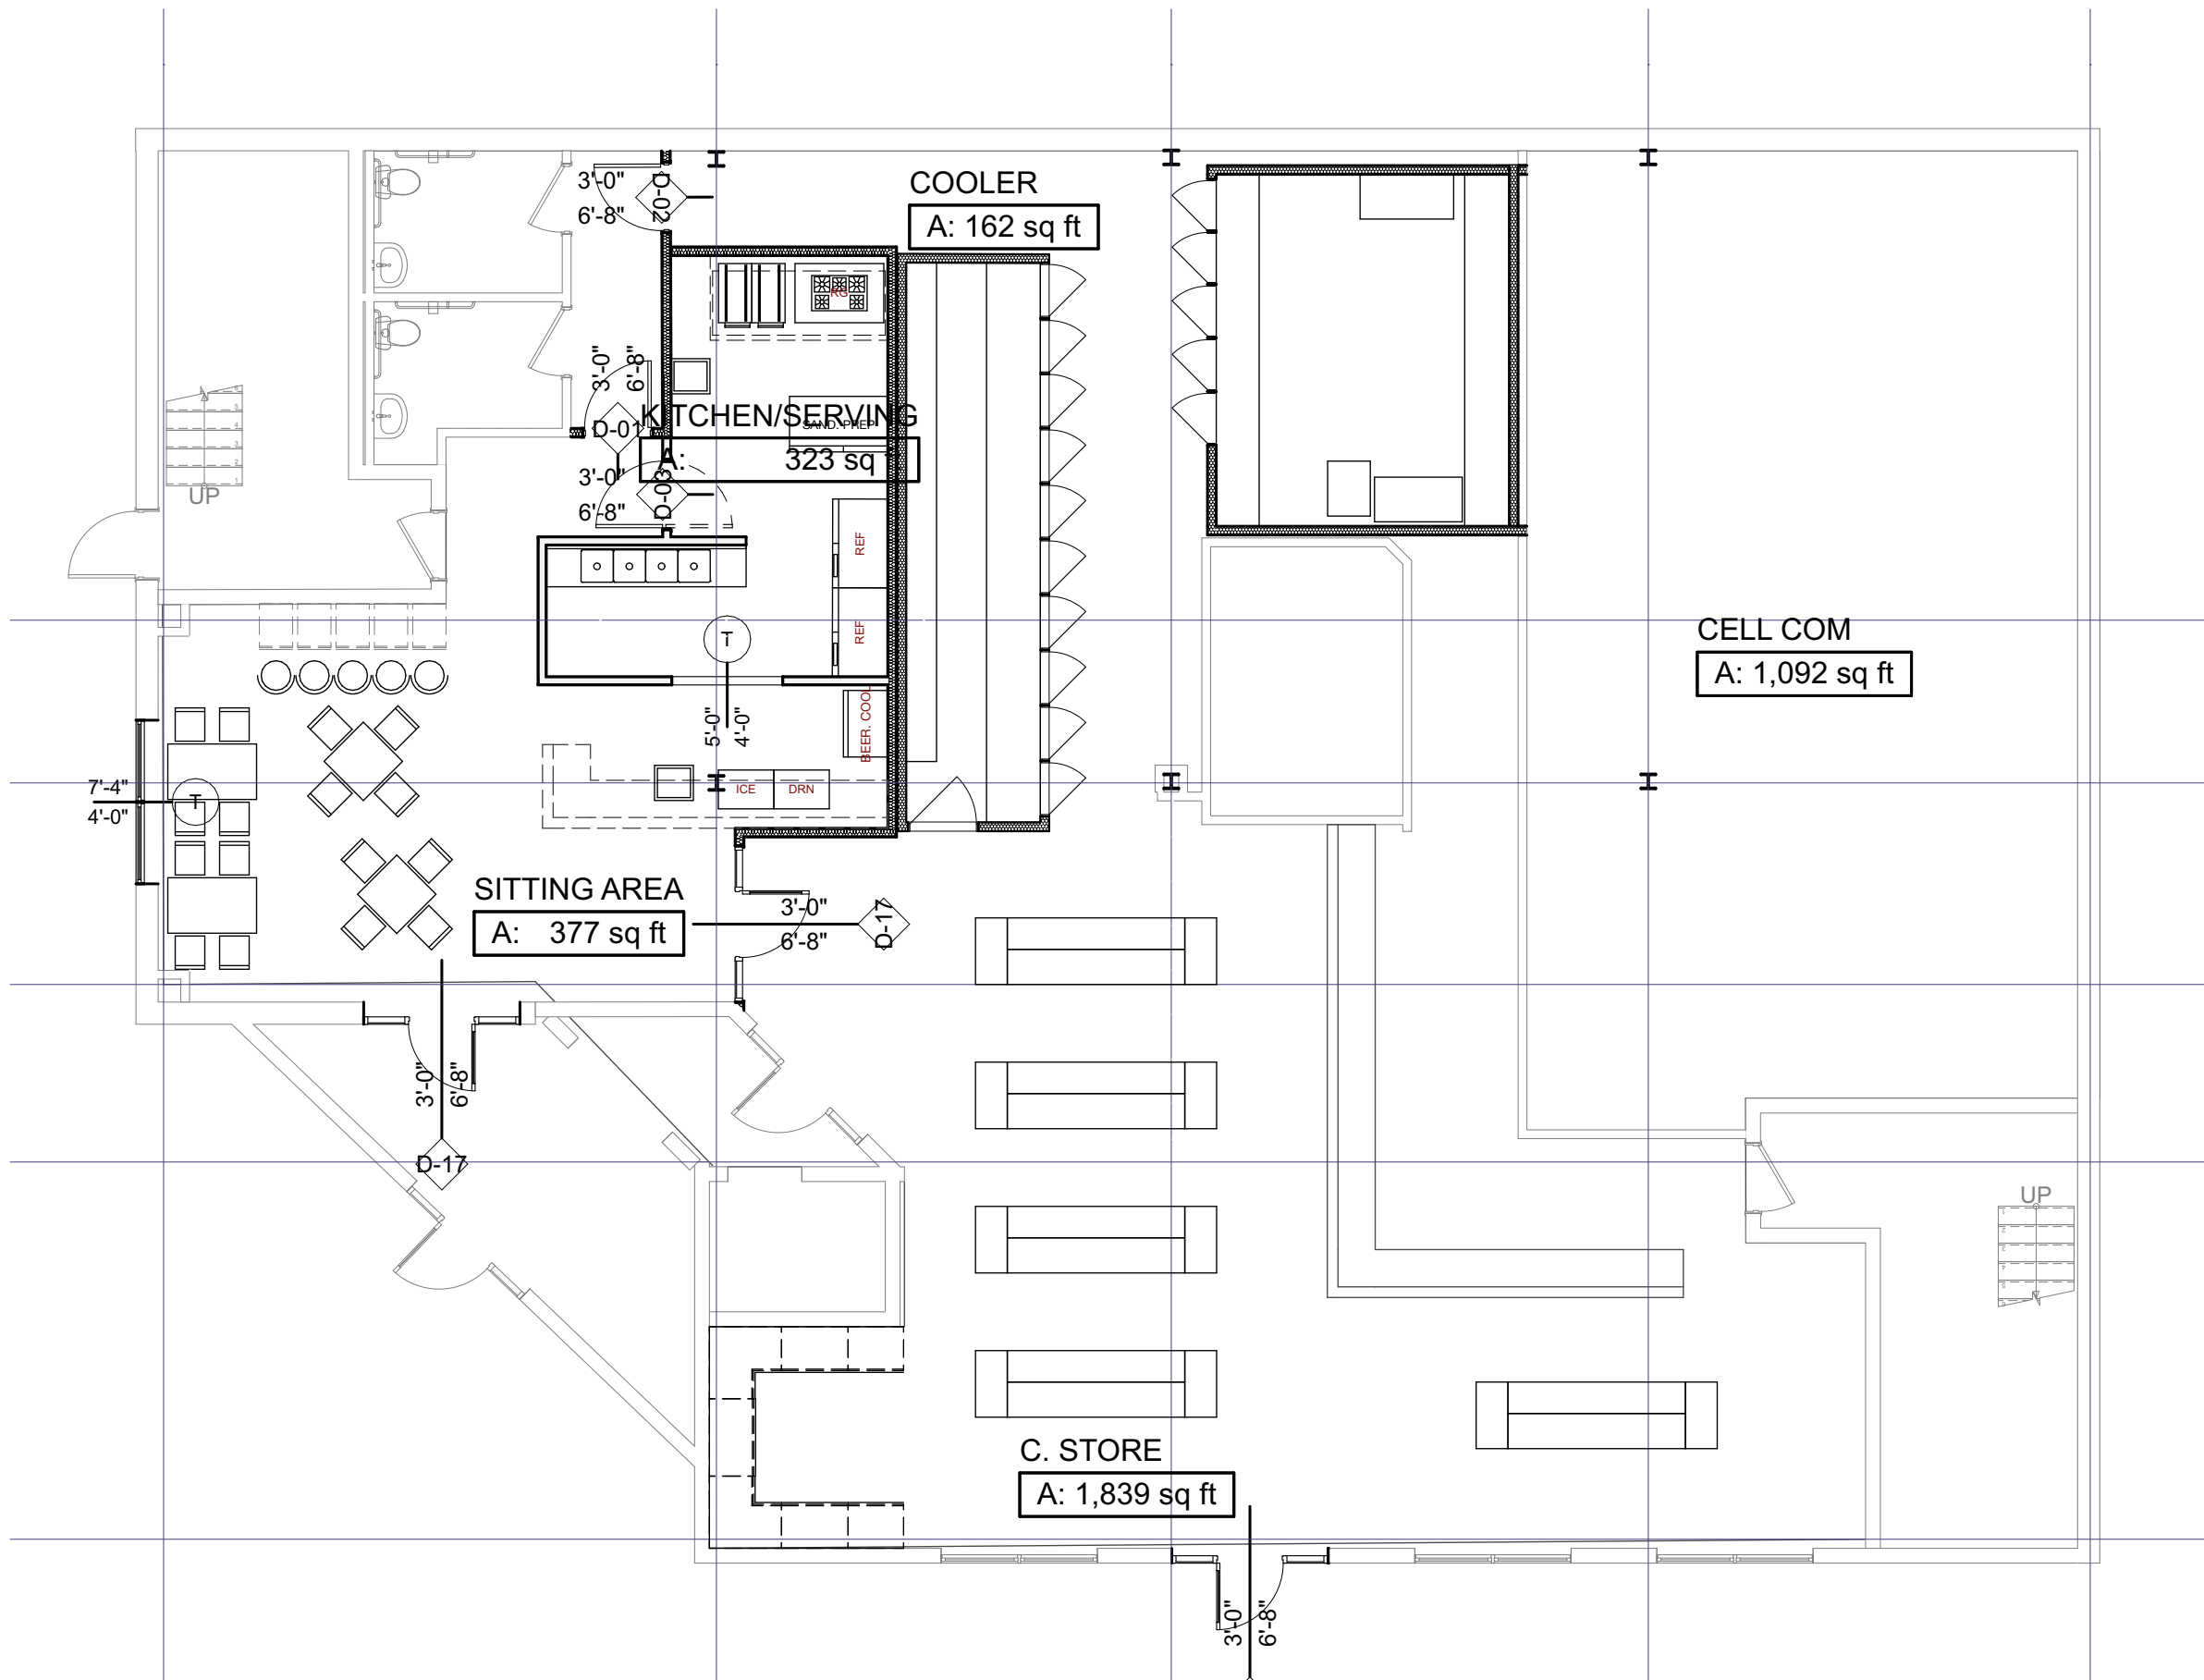 3'-0"
6'-8"
D-02
COOLER
A: 162 sq ft
RG
3'-0"
6'-8"
D-01
KITCHEN/SERVING
SAND. PREP
A: 323 sq
3'-0"
6'-8"
D-03
UP
REF
REF
T
5'-0"
4'-0"
BEER. COOL
ICE
DRN
CELL COM
A: 1,092 sq ft
7'-4"
4'-0"
T
SITTING AREA
A: 377 sq ft
3'-0"
6'-8"
D-17
3'-0"
6'-8"
D-17
UP
C. STORE
A: 1,839 sq ft
3'-0"
6'-8"